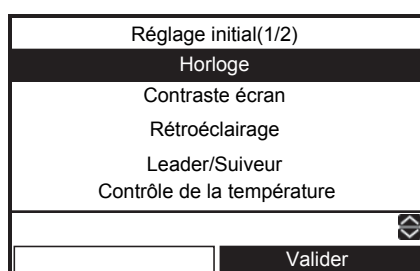 Réglage initial(1/2)
Horloge
Contraste écran
Rétroéclairage
Leader/Suiveur
Contrôle de la température
Valider